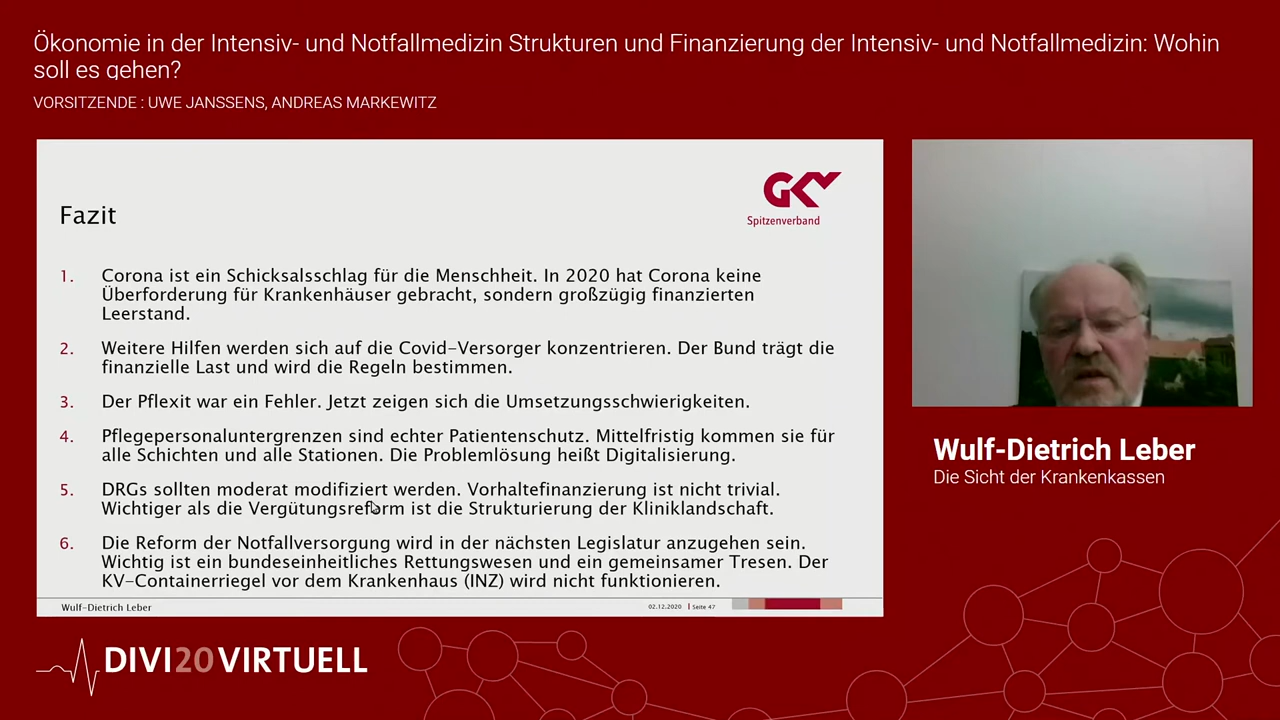 Ökonomie in der Intensiv- und Notfallmedizin Strukturen und Finanzierung der Intensiv- und Notfallmedizin: Wohin
soll es gehen?
VORSITZENDE : UWE JANSSENS, ANDREAS MARKEWITZ
GKV
Spitzenverband
Fazit
1. Corona ist ein Schicksalsschlag für die Menschheit. In 2020 hat Corona keine
Überforderung für Krankenhäuser gebracht, sondern großzügig finanzierten
Leerstand.
2. Weitere Hilfen werden sich auf die Covid-Versorger konzentrieren. Der Bund trägt die
finanzielle Last und wird die Regeln bestimmen.
3. Der Pflexit war ein Fehler. Jetzt zeigen sich die Umsetzungsschwierigkeiten.
4. Pflegepersonaluntergrenzen sind echter Patientenschutz. Mittelfristig kommen sie für
alle Schichten und alle Stationen. Die Problemlösung heißt Digitalisierung.
5. DRGs sollten moderat modifiziert werden. Vorhaltefinanzierung ist nicht trivial.
Wichtiger als die Vergütungsreform ist die Strukturierung der Kliniklandschaft.
6. Die Reform der Notfallversorgung wird in der nächsten Legislatur anzugehen sein.
Wichtig ist ein bundeseinheitliches Rettungswesen und ein gemeinsamer Tresen. Der
KV-Containerriegel vor dem Krankenhaus (INZ) wird nicht funktionieren.
Wulf-Dietrich Leber
02.12.2020 | Seite 47
Wulf-Dietrich Leber
Die Sicht der Krankenkassen
DIVI20 VIRTUELL